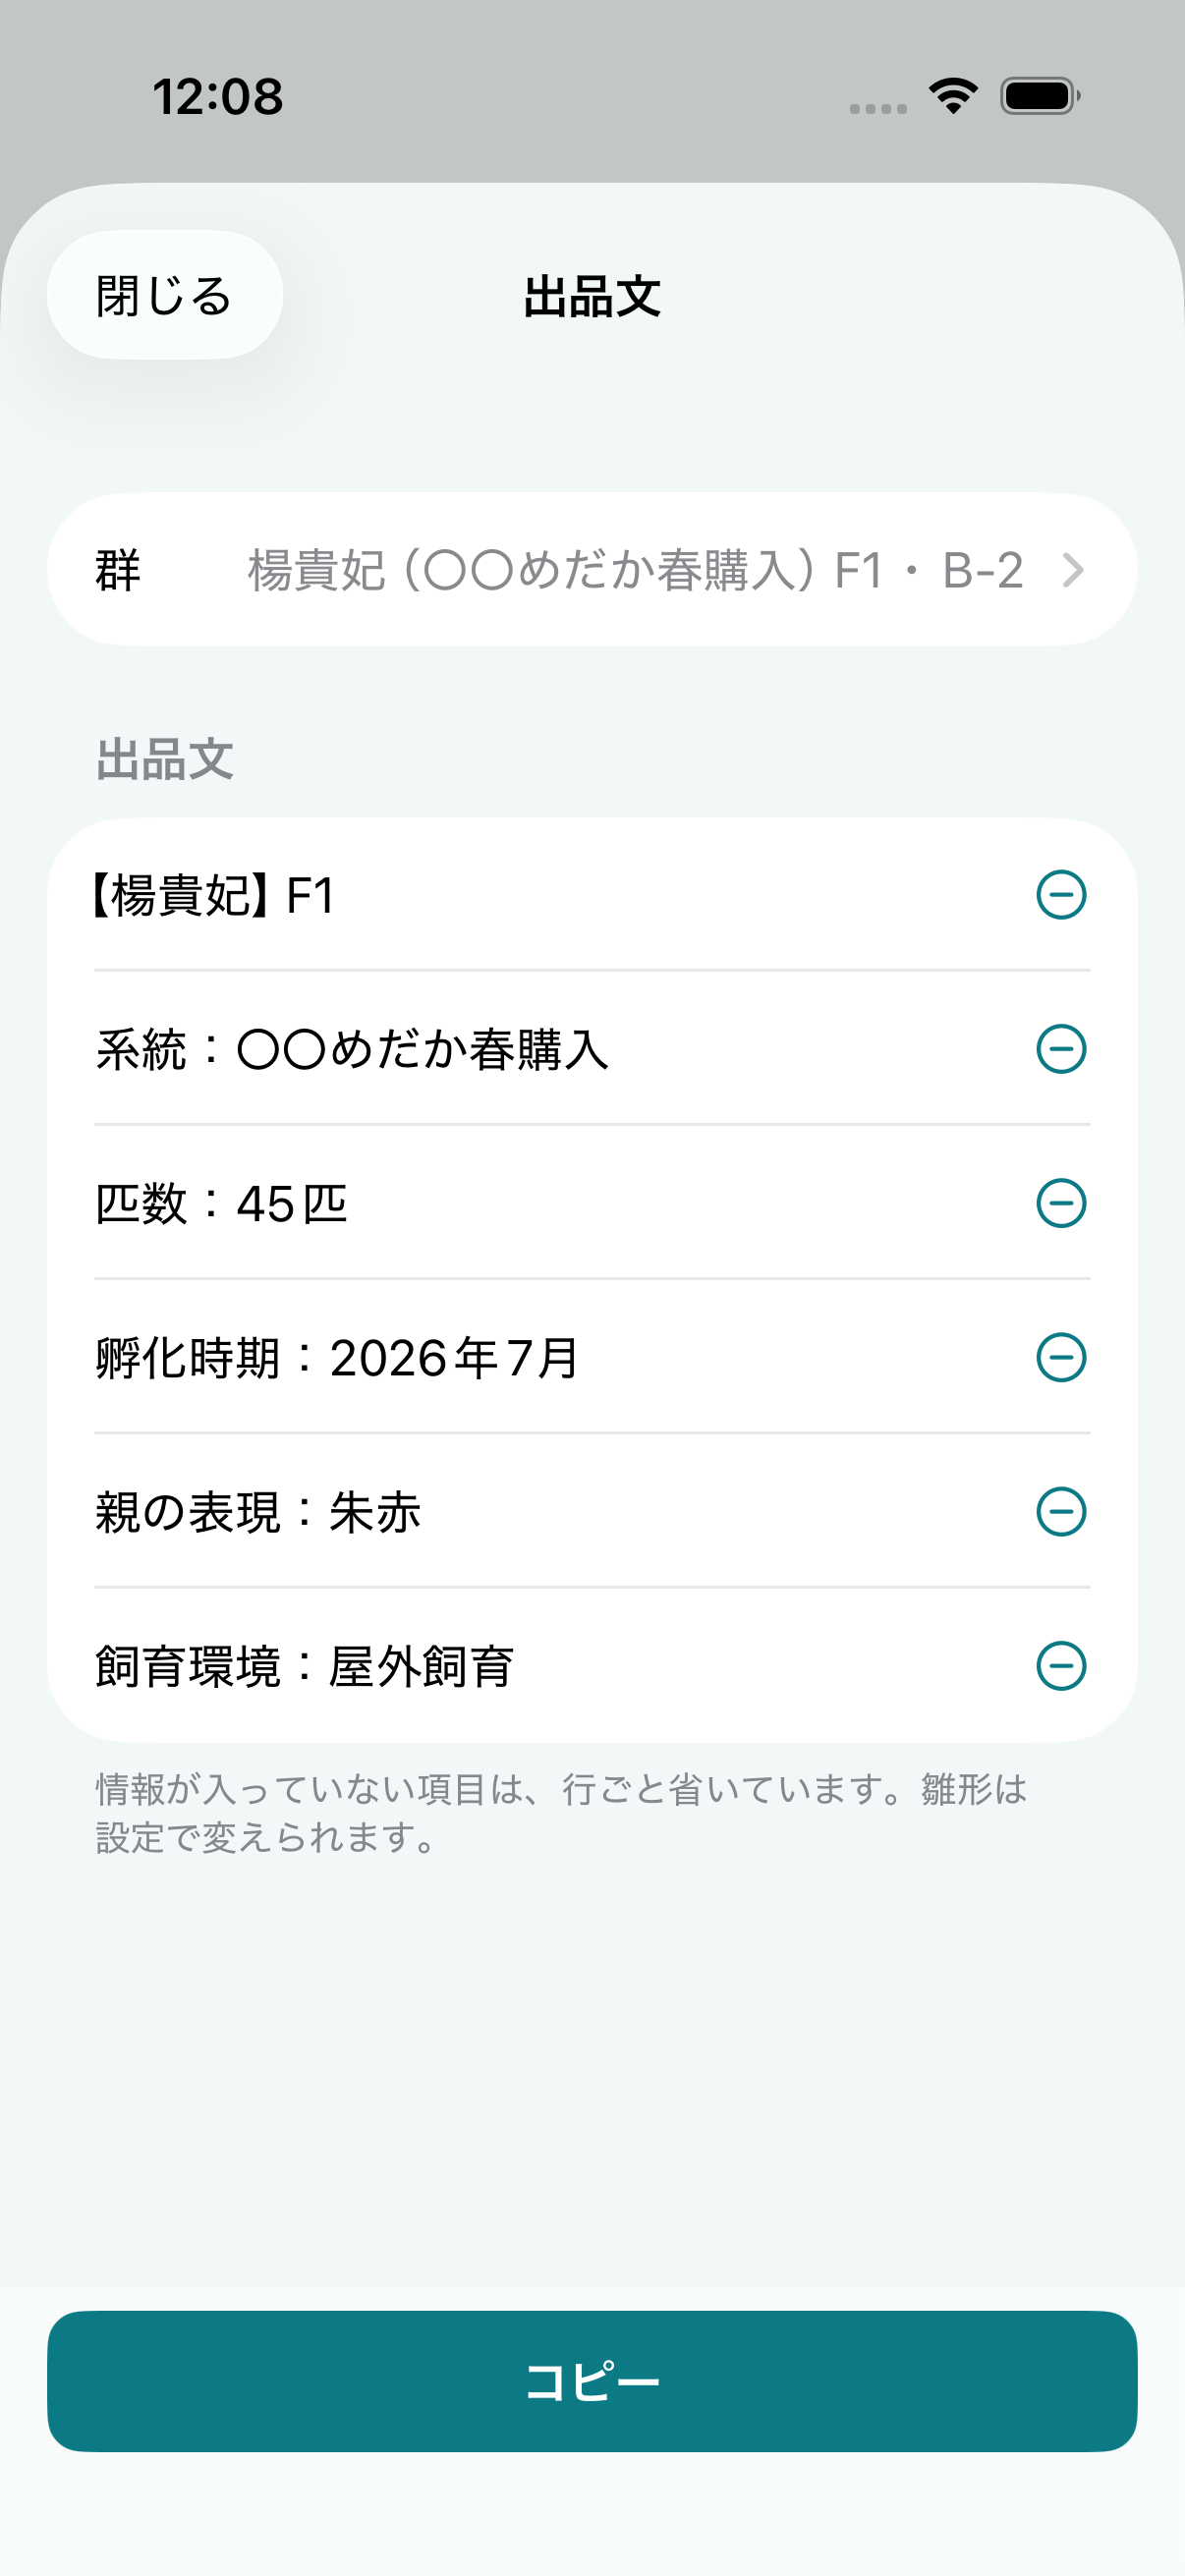 12:08
閉じる
出品文
群
楊貴妃（〇〇めだか春購入）F1・B-2
出品文
【楊貴妃】F1
系統：〇〇めだか春購入
匹数：45匹
孵化時期：2026年7月
親の表現：朱赤
飼育環境：屋外飼育
情報が入っていない項目は、行ごと省いています。雛形は
設定で変えられます。
コピー